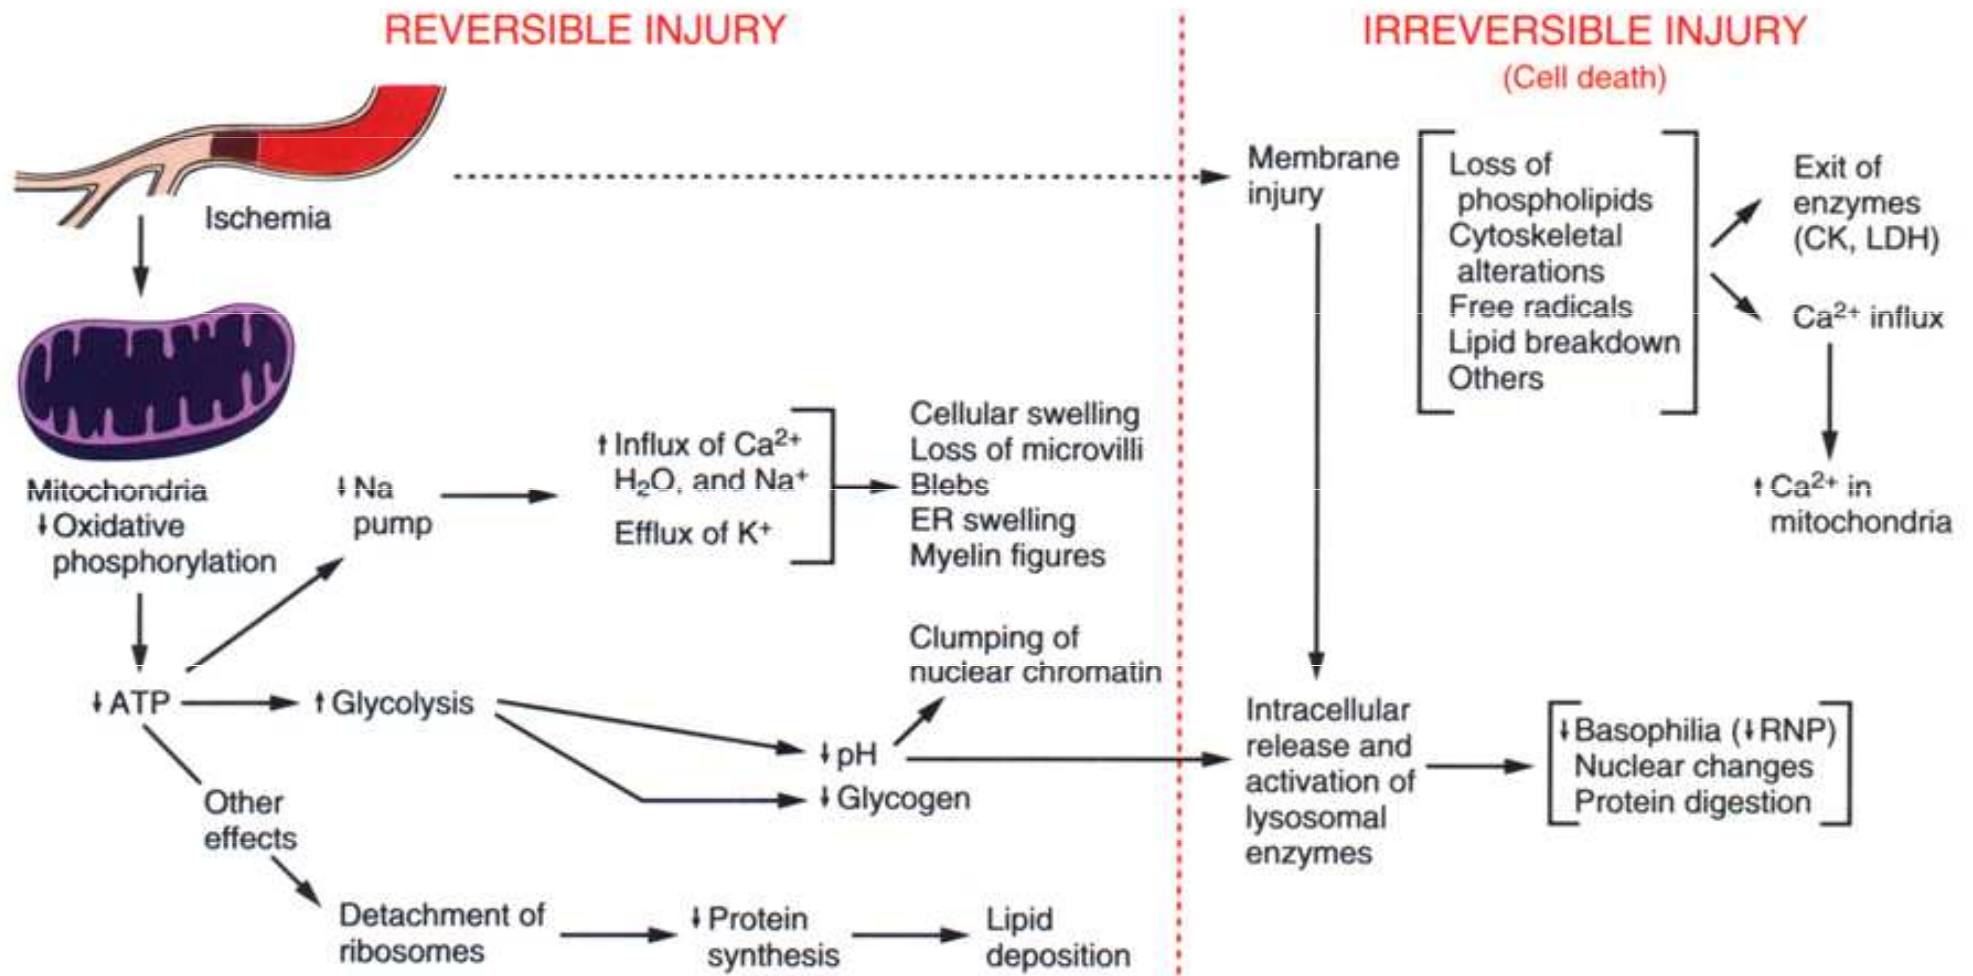 REVERSIBLE INJURY
IRREVERSIBLE INJURY
(Cell death)
Ischemia
Mitochondria
↓Oxidative
phosphorylation
↓ATP
↓Na
pump
↑Influx of Ca²⁺
H₂O, and Na⁺
Efflux of K⁺
Cellular swelling
Loss of microvilli
Blebs
ER swelling
Myelin figures
↑Glycolysis
Clumping of
nuclear chromatin
↓pH
↓Glycogen
Other
effects
Detachment of
ribosomes
↓Protein
synthesis
Lipid
deposition
Membrane
injury
Loss of
phospholipids
Cytoskeletal
alterations
Free radicals
Lipid breakdown
Others
Exit of
enzymes
(CK, LDH)
Ca²⁺ influx
↑Ca²⁺ in
mitochondria
Intracellular
release and
activation of
lysosomal
enzymes
↓Basophilia (↓RNP)
Nuclear changes
Protein digestion